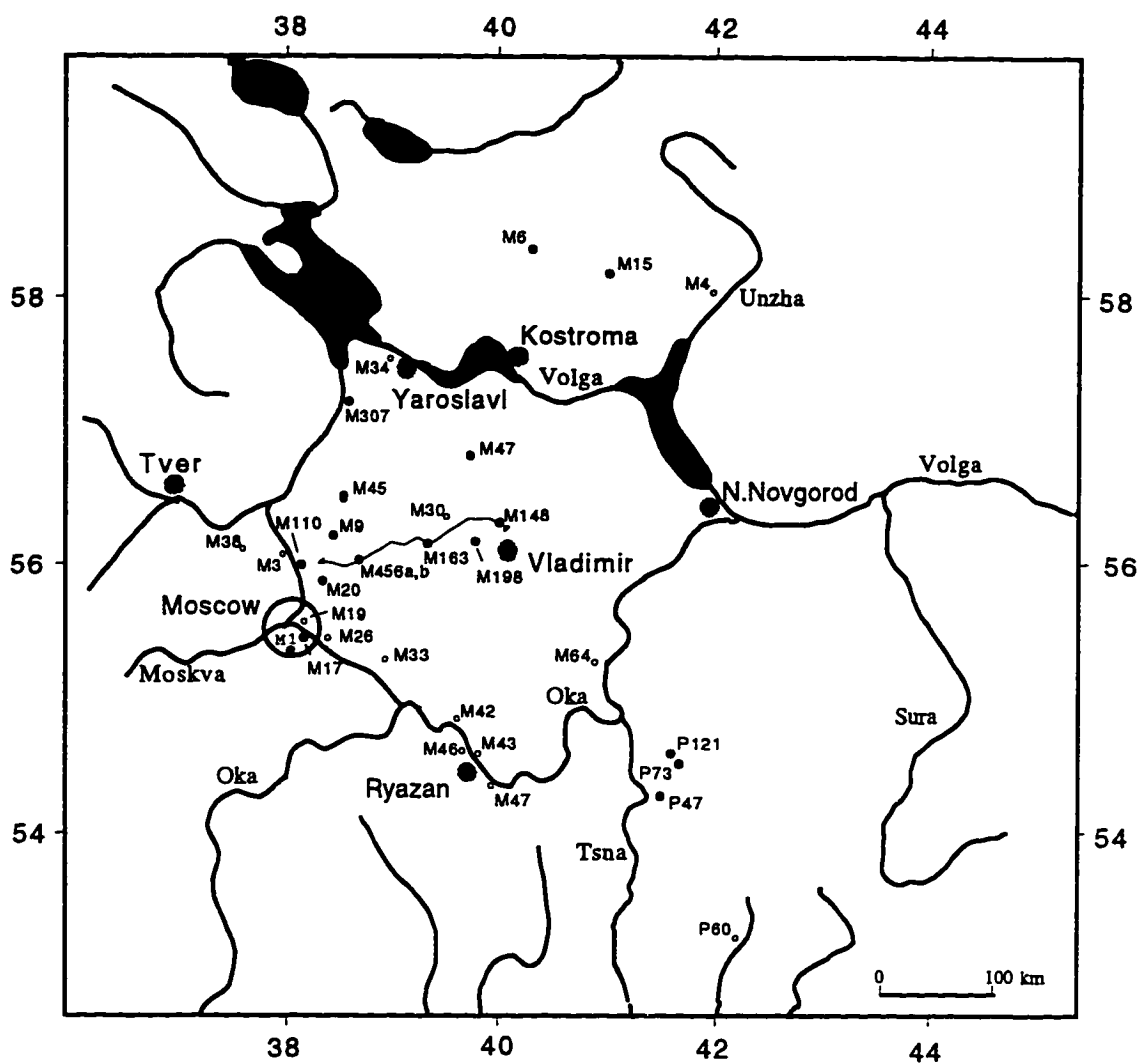 38 40 42 44
M6
M15
M4
58
Unzha
58
Kostroma
M34
Volga
Yaroslavl
M307
M47
Tver
Volga
M45
N.Novgorod
M30
M148
M110
M9
M38
M3
M163
Vladimir
56
M456a,b
M198
56
M20
Moscow
M19
M1
M26
M17
M33
M64
Moskva
Oka
M42
Sura
M46
M43
P121
Oka
P73
Ryazan
M47
P47
54
Tsna
54
P60
0 100 km
38 40 42 44